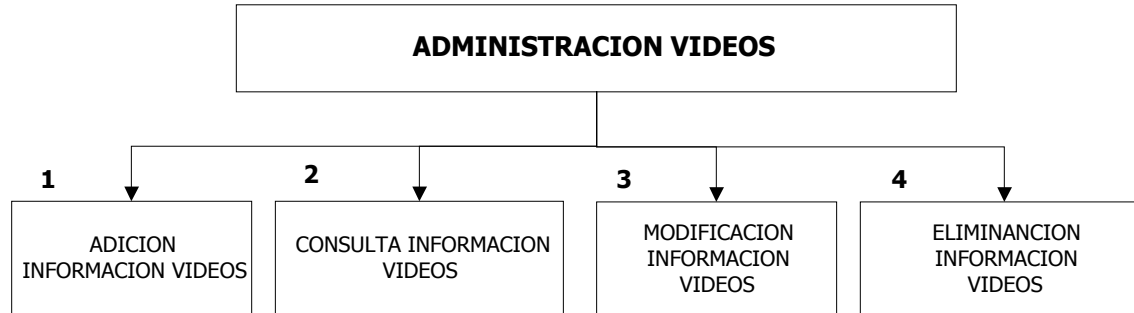 ADMINISTRACION VIDEOS
1
ADICION
INFORMACION VIDEOS
2
CONSULTA INFORMACION
VIDEOS
3
MODIFICACION
INFORMACION
VIDEOS
4
ELIMINANCION
INFORMACION
VIDEOS